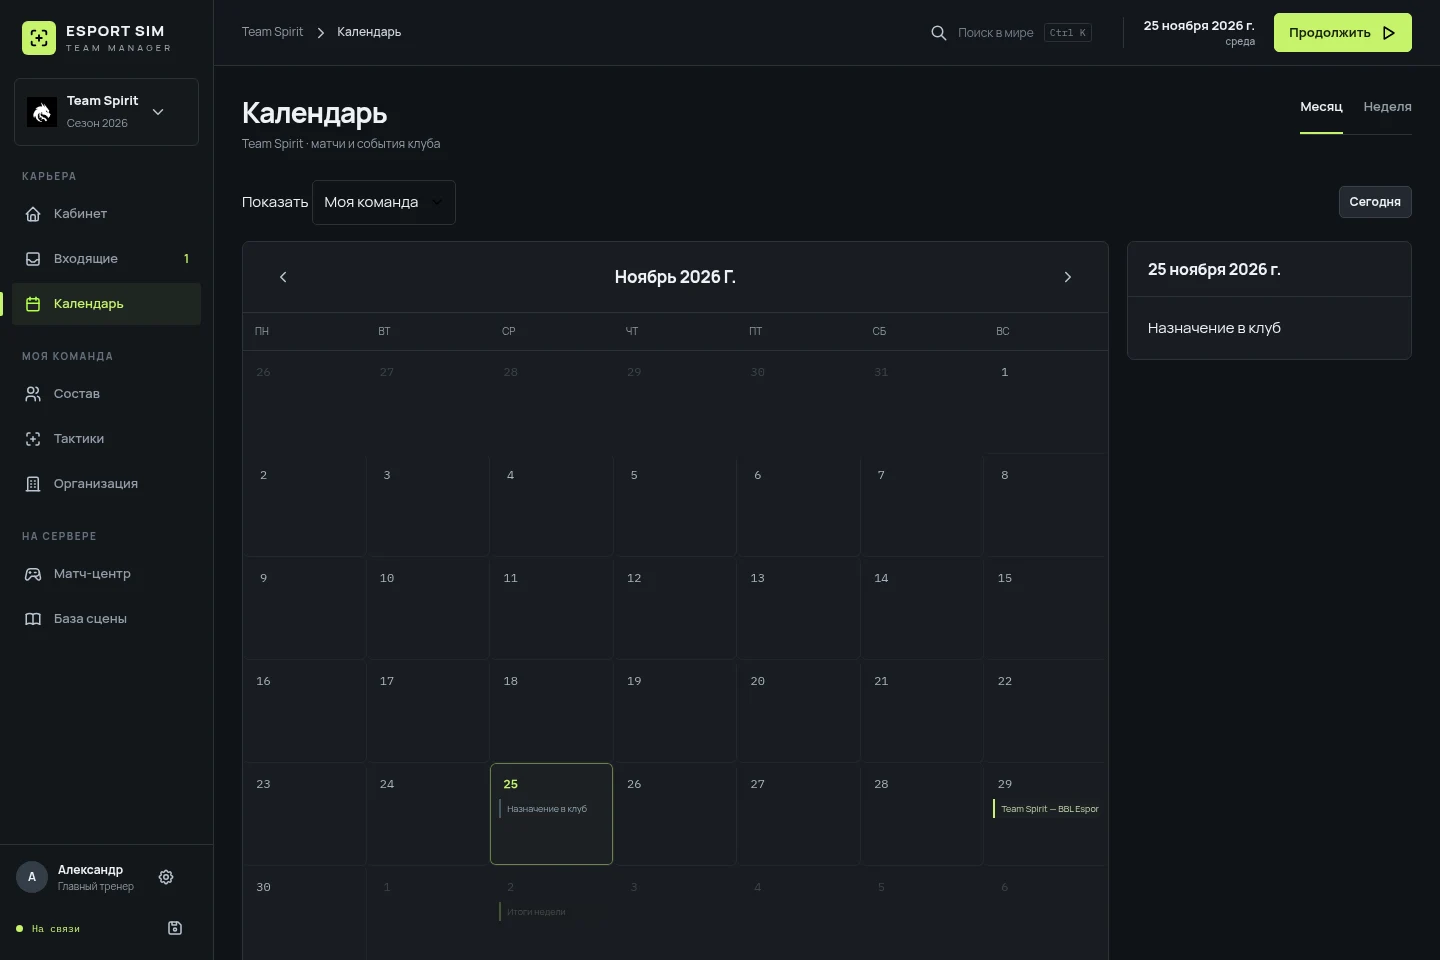 ESPORT SIM
TEAM MANAGER
Team Spirit
Сезон 2026
КАРЬЕРА
Кабинет
Входящие 1
Календарь
МОЯ КОМАНДА
Состав
Тактики
Организация
НА СЕРВЕРЕ
Матч-центр
База сцены
А
Александр
Главный тренер
На связи
Team Spirit > Календарь
Поиск в мире Ctrl K
25 ноября 2026 г.
среда
Продолжить
Календарь
Team Spirit · матчи и события клуба
Месяц Неделя
Показать Моя команда
Сегодня
Ноябрь 2026 Г.
ПН ВТ СР ЧТ ПТ СБ ВС
26 27 28 29 30 31 1
2 3 4 5 6 7 8
9 10 11 12 13 14 15
16 17 18 19 20 21 22
23 24 25 26 27 28 29
Назначение в клуб Team Spirit — BBL Espor
30 1 2 3 4 5 6
Итоги недели
25 ноября 2026 г.
Назначение в клуб